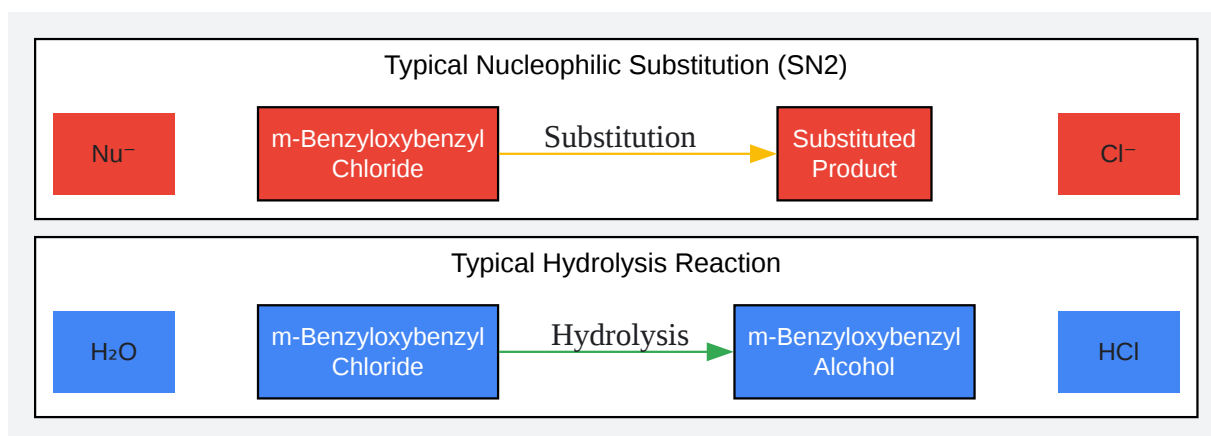 Typical Nucleophilic Substitution (SN2)
Nu⁻
m-Benzyloxybenzyl
Chloride
Substitution
Substituted
Product
Cl⁻
Typical Hydrolysis Reaction
H₂O
m-Benzyloxybenzyl
Chloride
Hydrolysis
m-Benzyloxybenzyl
Alcohol
HCl